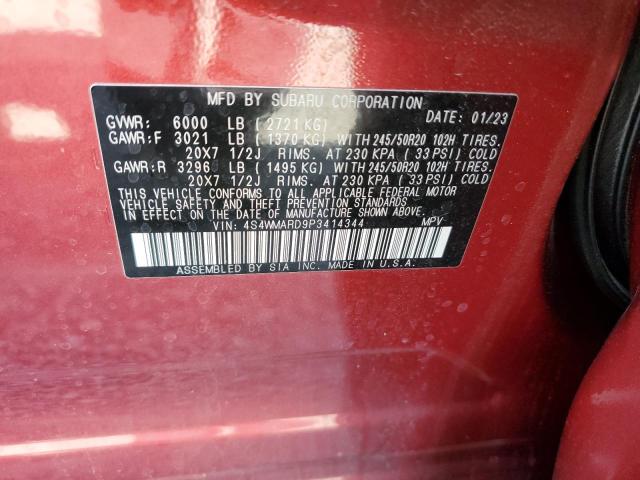 MFD BY SUBARU CORPORATION DATE: 01/23
GVWR: 6000 LB ( 2721 KG)
GAWR:F 3021 LB ( 1370 KG) WITH 245/50R20 102H TIRES.
20X7 1/2J RIMS. AT 230 KPA ( 33 PSI) COLD
GAWR:R 3296 LB ( 1495 KG) WITH 245/50R20 102H TIRES.
20X7 1/2J RIMS. AT 230 KPA ( 33 PSI) COLD
THIS VEHICLE CONFORMS TO ALL APPLICABLE FEDERAL MOTOR
VEHICLE SAFETY AND THEFT PREVENTION STANDARDS
IN EFFECT ON THE DATE OF MANUFACTURE SHOWN ABOVE.
VIN: 4S4WMARD9P3414344 MPV
ASSEMBLED BY SIA INC. MADE IN U.S.A.